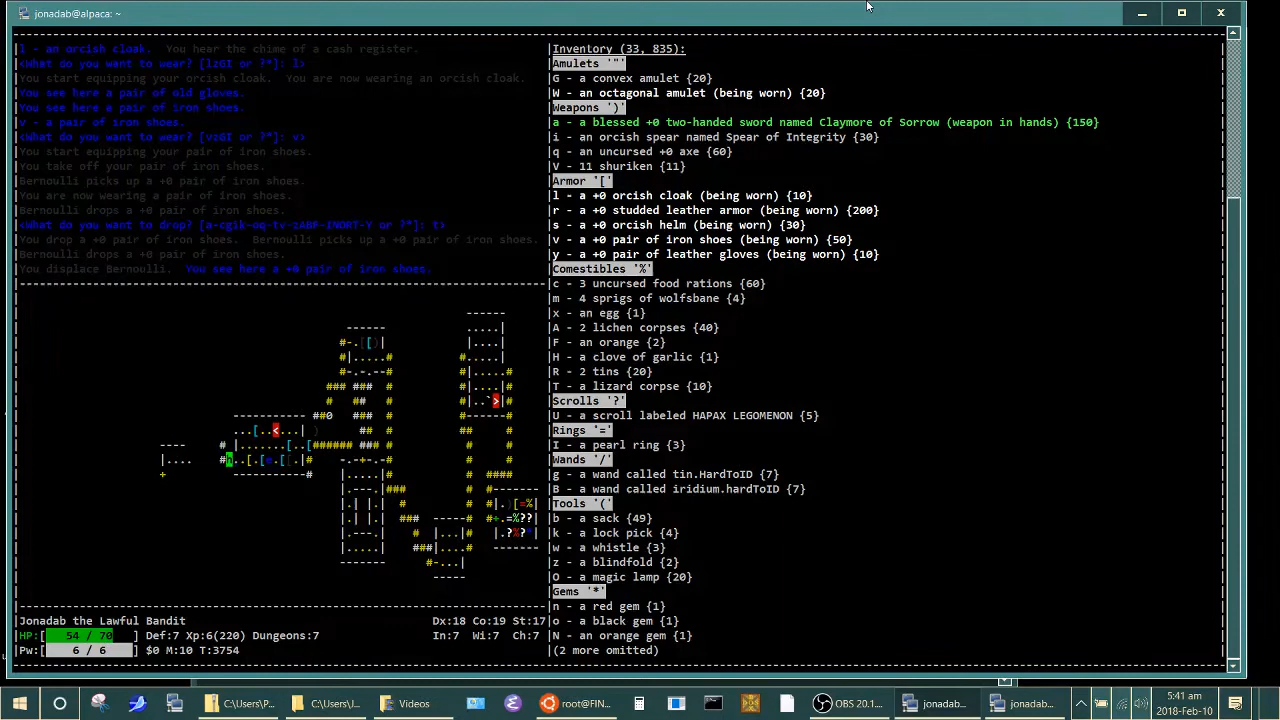 jonadab@alpaca: ~
l - an orcish cloak.  You hear the chime of a cash register.
<What do you want to wear? [lzGI or ?*]: l>
You start equipping your orcish cloak.  You are now wearing an orcish cloak.
You see here a pair of old gloves.
You see here a pair of iron shoes.
v - a pair of iron shoes.
<What do you want to wear? [vzGI or ?*]: v>
You start equipping your pair of iron shoes.
You take off your pair of iron shoes.
Bernoulli picks up a +0 pair of iron shoes.
You are now wearing a pair of iron shoes.
Bernoulli drops a +0 pair of iron shoes.
You drop a +0 pair of iron shoes.  Bernoulli picks up a +0 pair of iron shoes.
Bernoulli drops a +0 pair of iron shoes.
You displace Bernoulli.  You see here a +0 pair of iron shoes.
Jonadab the Lawful Bandit Dx:18 Co:19 St:17
HP:[ 54 / 70 ] Def:7 Xp:6(220) Dungeons:7 In:7 Wi:7 Ch:7
Pw:[ 6 / 6 ] $0 M:10 T:3754
Inventory (33, 835):
Amulets '"'
G - a convex amulet {20}
W - an octagonal amulet (being worn) {20}
Weapons ')'
a - a blessed +0 two-handed sword named Claymore of Sorrow (weapon in hands) {150}
i - an orcish spear named Spear of Integrity {30}
q - an uncursed +0 axe {60}
V - 11 shuriken {11}
Armor '['
l - a +0 orcish cloak (being worn) {10}
r - a +0 studded leather armor (being worn) {200}
s - a +0 orcish helm (being worn) {30}
v - a +0 pair of iron shoes (being worn) {50}
y - a +0 pair of leather gloves (being worn) {10}
Comestibles '%'
c - 3 uncursed food rations {60}
m - 4 sprigs of wolfsbane {4}
x - an egg {1}
A - 2 lichen corpses {40}
F - an orange {2}
H - a clove of garlic {1}
R - 2 tins {20}
T - a lizard corpse {10}
Scrolls '?'
U - a scroll labeled HAPAX LEGOMENON {5}
Rings '='
I - a pearl ring {3}
Wands '/'
g - a wand called tin.HardToID {7}
B - a wand called iridium.hardToID {7}
Tools '('
b - a sack {49}
k - a lock pick {4}
w - a whistle {3}
z - a blindfold {2}
O - a magic lamp {20}
Gems '*'
n - a red gem {1}
o - a black gem {1}
N - an orange gem {1}
(2 more omitted)
C:\Users\P...
C:\Users\J...
Videos
root@FIN...
OBS 20.1...
jonadab...
jonadab...
5:41 am
2018-Feb-10